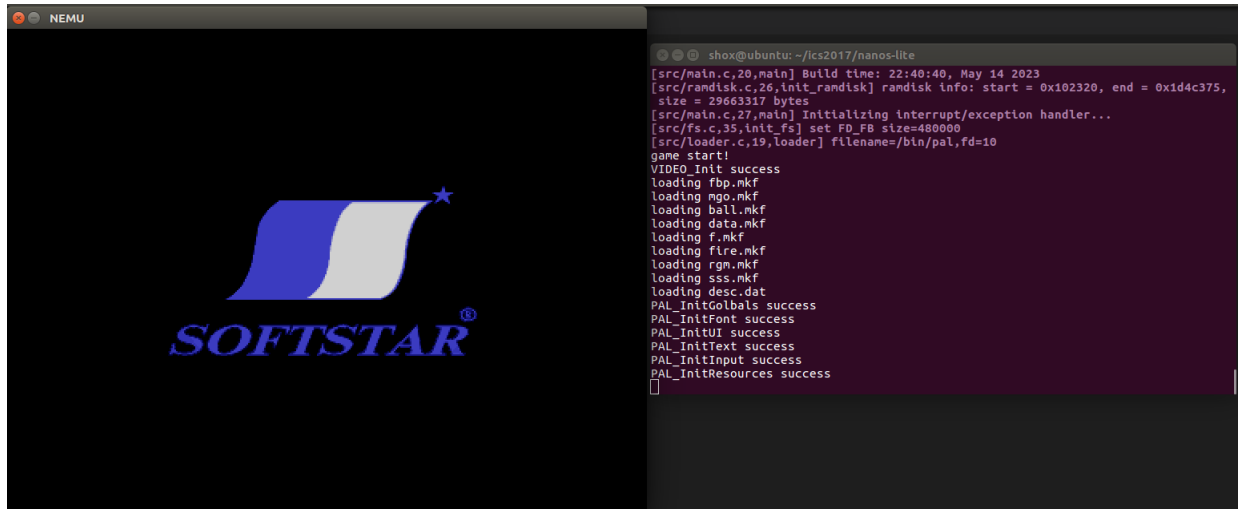 NEMU
SOFTSTAR®
shox@ubuntu: ~/ics2017/nanos-lite
[src/main.c,20,main] Build time: 22:40:40, May 14 2023
[src/ramdisk.c,26,init_ramdisk] ramdisk info: start = 0x102320, end = 0x1d4c375,
size = 29663317 bytes
[src/main.c,27,main] Initializing interrupt/exception handler...
[src/fs.c,35,init_fs] set FD_FB size=480000
[src/loader.c,19,loader] filename=/bin/pal,fd=10
game start!
VIDEO_Init success
loading fbp.mkf
loading mgo.mkf
loading ball.mkf
loading data.mkf
loading f.mkf
loading fire.mkf
loading rgm.mkf
loading sss.mkf
loading desc.dat
PAL_InitGolbals success
PAL_InitFont success
PAL_InitUI success
PAL_InitText success
PAL_InitInput success
PAL_InitResources success